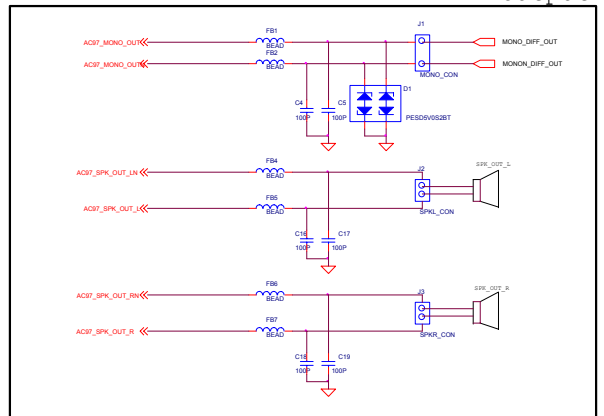 FB1
J1
AC97_MONO_OUT
BEAD
MONO_DIFF_OUT
FB2
AC97_MONO_OUTN
BEAD
MONO_CON
MONON_DIFF_OUT
D1
C4
C5
100P
100P
PESD5V0S2BT
FB4
J2
SPK_OUT_L
AC97_SPK_OUT_LN
BEAD
FB5
AC97_SPK_OUT_L
BEAD
SPKL_CON
C16
C17
100P
100P
FB6
J3
SPK_OUT_R
AC97_SPK_OUT_RN
BEAD
FB7
AC97_SPK_OUT_R
BEAD
SPKR_CON
C18
C19
100P
100P